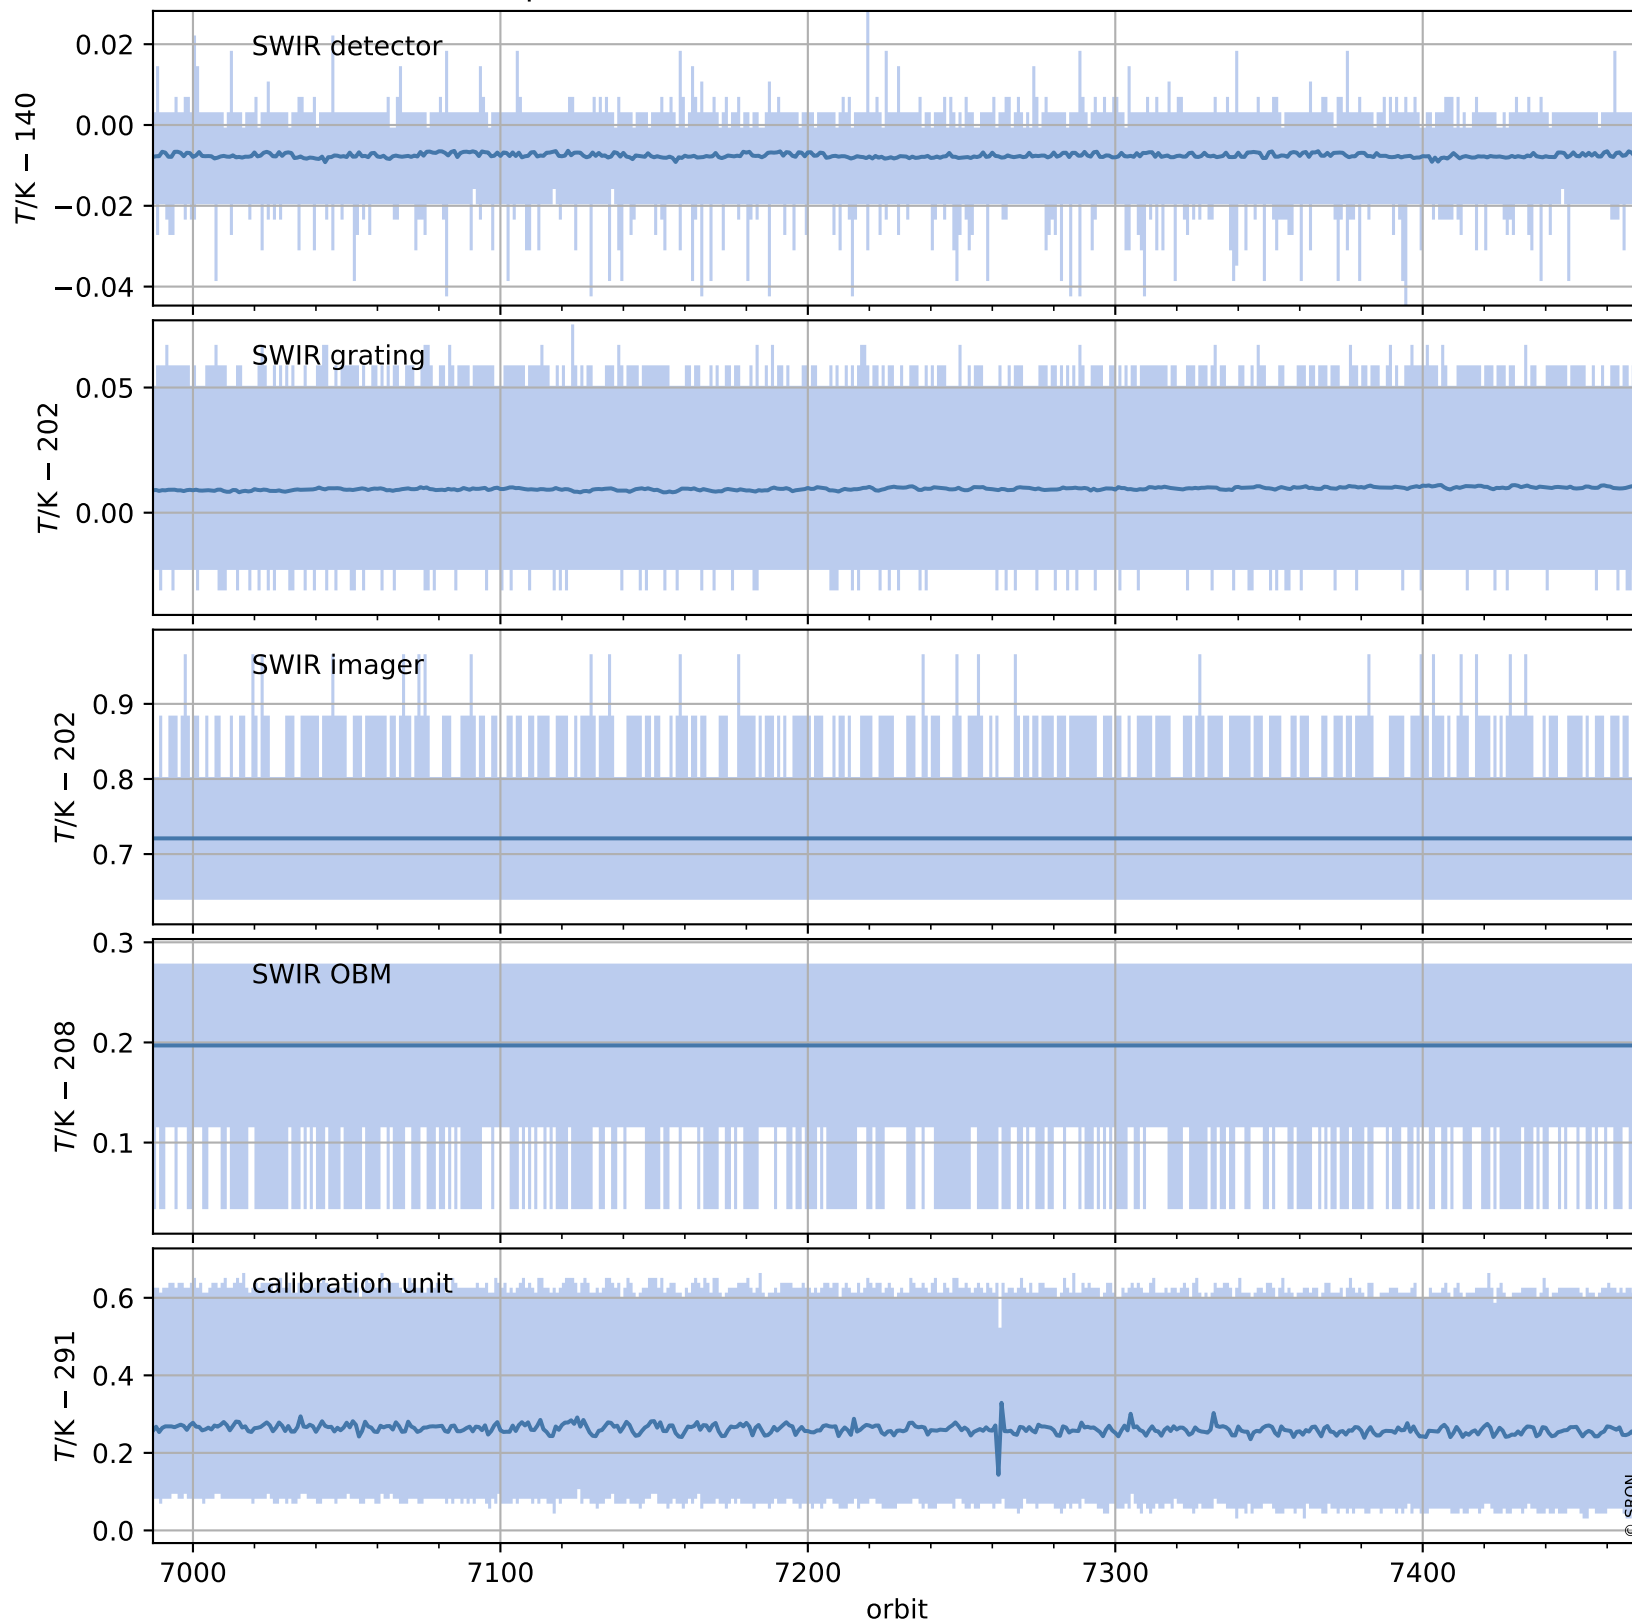 SWIR detector
T/K − 140
0.02
0.00
−0.02
−0.04
SWIR grating
T/K − 202
0.05
0.00
SWIR imager
T/K − 202
0.9
0.8
0.7
SWIR OBM
T/K − 208
0.3
0.2
0.1
calibration unit
T/K − 291
0.6
0.4
0.2
0.0
7000 7100 7200 7300 7400
orbit
© SRON